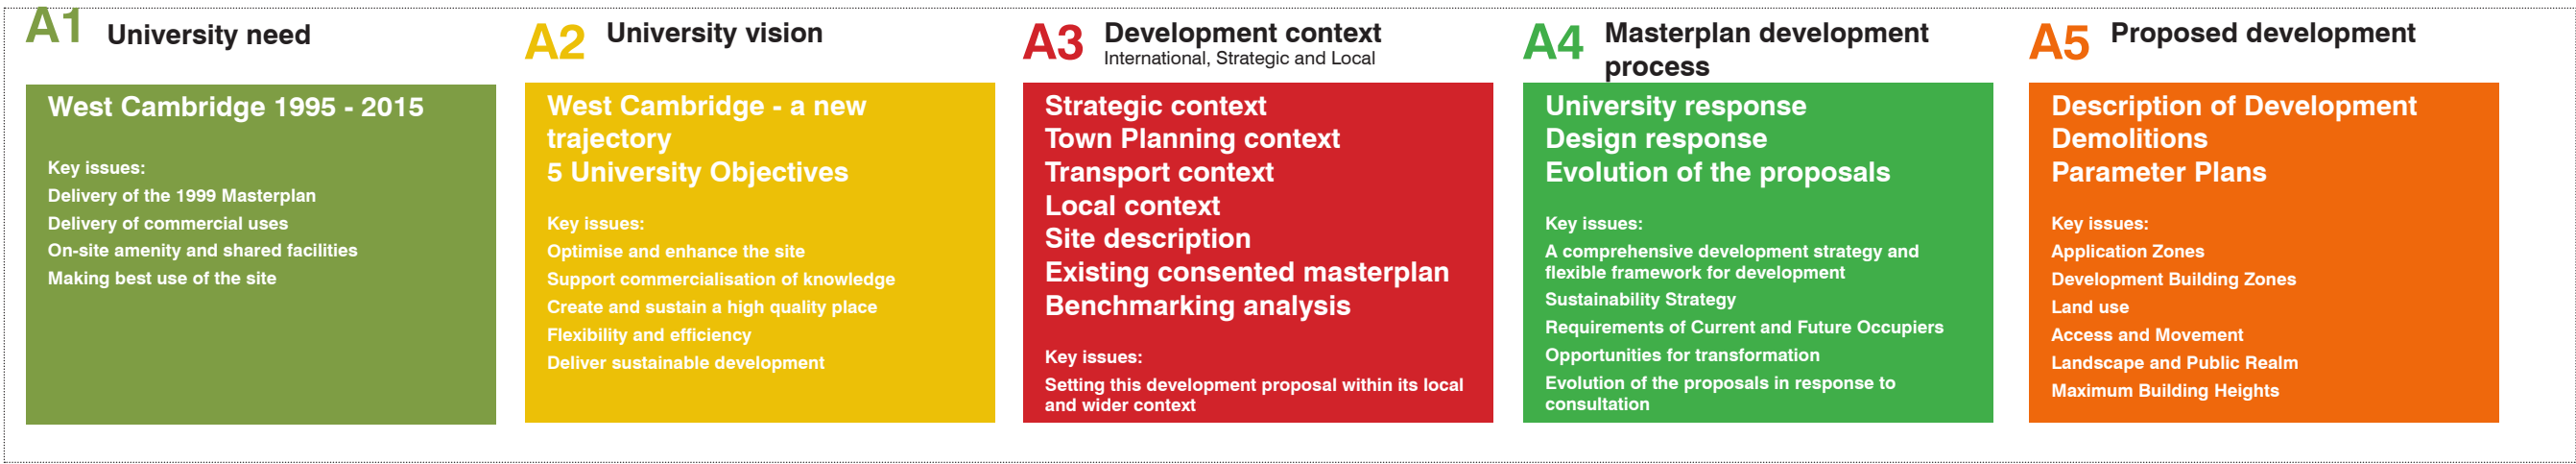 A1 University need
West Cambridge 1995 - 2015
Key issues:
Delivery of the 1999 Masterplan
Delivery of commercial uses
On-site amenity and shared facilities
Making best use of the site
A2 University vision
West Cambridge - a new
trajectory
5 University Objectives
Key issues:
Optimise and enhance the site
Support commercialisation of knowledge
Create and sustain a high quality place
Flexibility and efficiency
Deliver sustainable development
A3 Development context
International, Strategic and Local
Strategic context
Town Planning context
Transport context
Local context
Site description
Existing consented masterplan
Benchmarking analysis
Key issues:
Setting this development proposal within its local
and wider context
A4 Masterplan development
process
University response
Design response
Evolution of the proposals
Key issues:
A comprehensive development strategy and
flexible framework for development
Sustainability Strategy
Requirements of Current and Future Occupiers
Opportunities for transformation
Evolution of the proposals in response to
consultation
A5 Proposed development
Description of Development
Demolitions
Parameter Plans
Key issues:
Application Zones
Development Building Zones
Land use
Access and Movement
Landscape and Public Realm
Maximum Building Heights